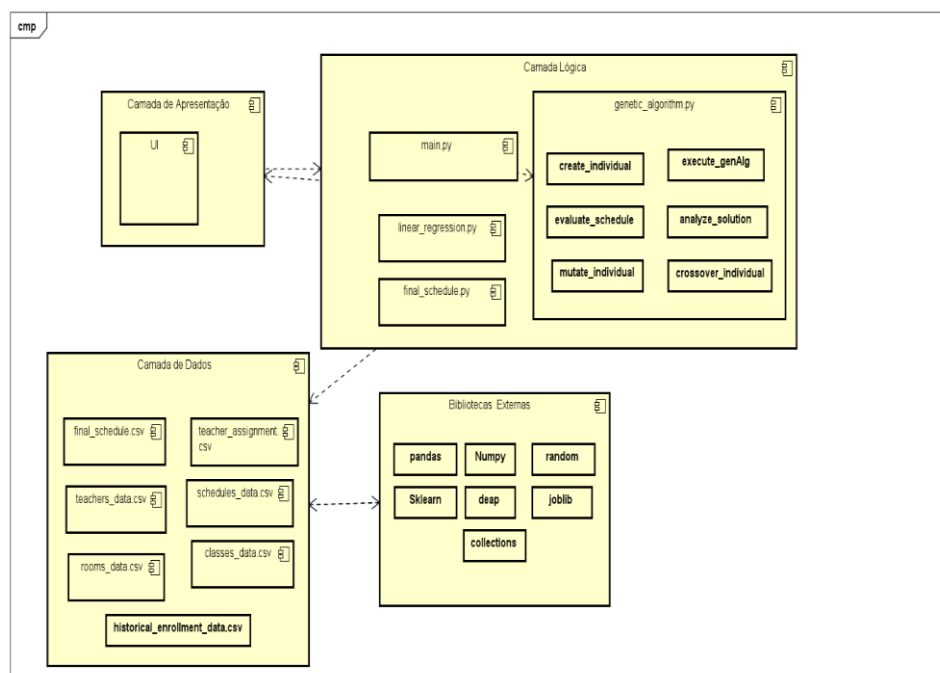 cmp
Camada de Apresentação
UI
Camada Lógica
main.py
linear_regression.py
final_schedule.py
genetic_algorithm.py
create_individual
execute_genAlg
evaluate_schedule
analyze_solution
mutate_individual
crossover_individual
Camada de Dados
final_schedule.csv
teacher_assignment.
csv
teachers_data.csv
schedules_data.csv
rooms_data.csv
classes_data.csv
historical_enrollment_data.csv
Bibliotecas Externas
pandas
Numpy
random
Sklearn
deap
joblib
collections